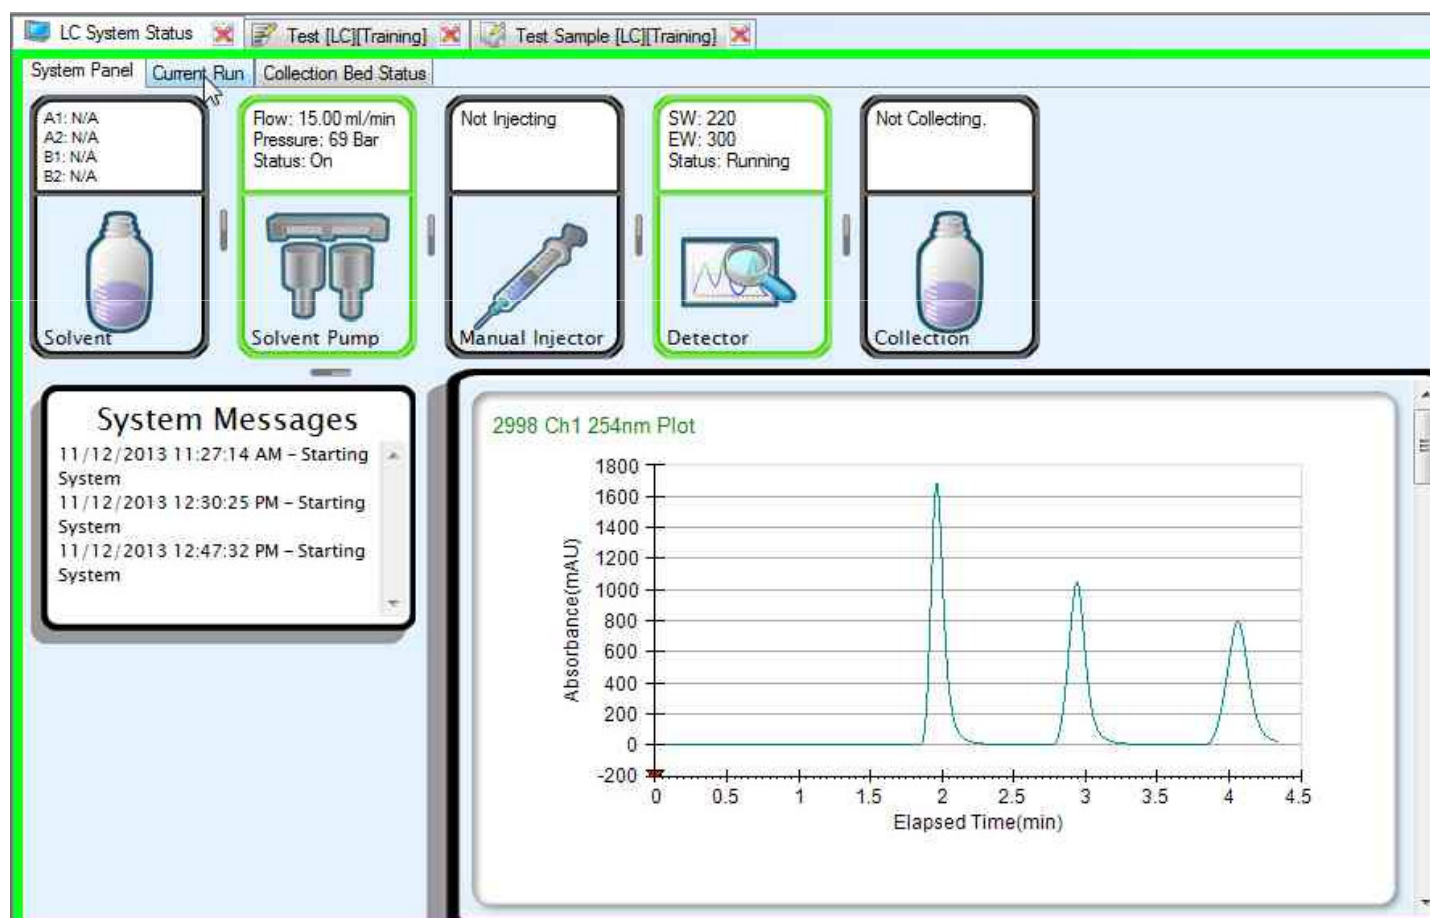 LC System Status
Test [LC][Training]
Test Sample [LC][Training]
System Panel
Current Run
Collection Bed Status
A1: N/A
A2: N/A
B1: N/A
B2: N/A
Solvent
Flow: 15.00 ml/min
Pressure: 69 Bar
Status: On
Solvent Pump
Not Injecting
Manual Injector
SW: 220
EW: 300
Status: Running
Detector
Not Collecting.
Collection
System Messages
11/12/2013 11:27:14 AM – Starting
System
11/12/2013 12:30:25 PM – Starting
System
11/12/2013 12:47:32 PM – Starting
System
2998 Ch1 254nm Plot
Absorbance(mAU)
1800
1600
1400
1200
1000
800
600
400
200
0
-200
0 0.5 1 1.5 2 2.5 3 3.5 4 4.5
Elapsed Time(min)